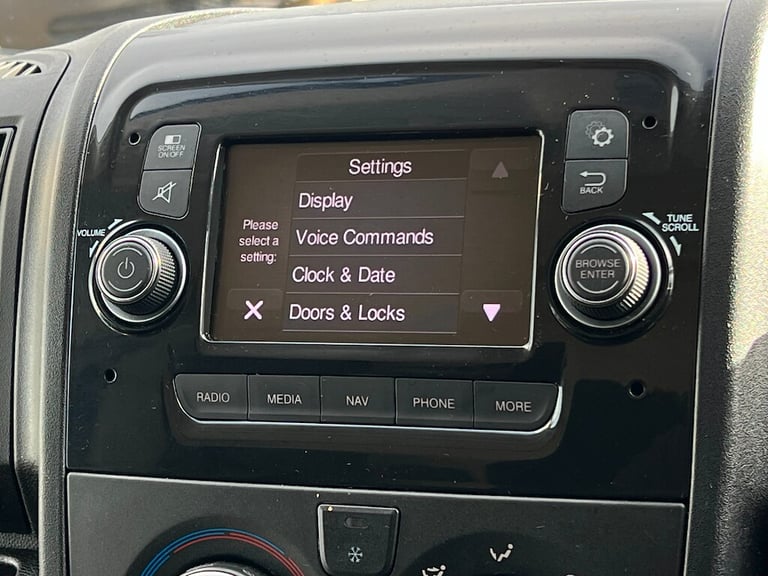 SCREEN
ON/OFF
VOLUME
Settings
Display
Voice Commands
Clock & Date
Doors & Locks
Please
select a
setting:
BACK
TUNE
SCROLL
BROWSE
ENTER
RADIO
MEDIA
NAV
PHONE
MORE